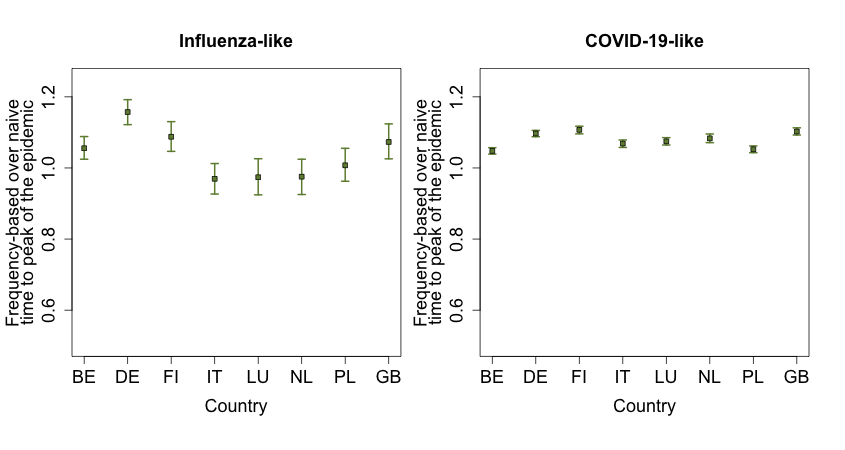 Influenza-like
Frequency-based over naive
time to peak of the epidemic
1.2
1.0
0.8
0.6
BE DE FI IT LU NL PL GB
Country
COVID-19-like
Frequency-based over naive
time to peak of the epidemic
1.2
1.0
0.8
0.6
BE DE FI IT LU NL PL GB
Country